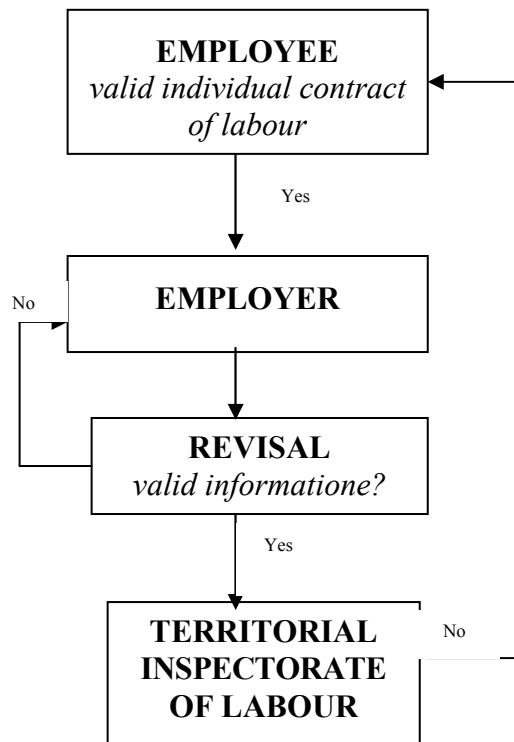 EMPLOYEE
valid individual contract
of labour
Yes
EMPLOYER
No
REVISAL
valid informatione?
Yes
TERRITORIAL
INSPECTORATE
OF LABOUR
No